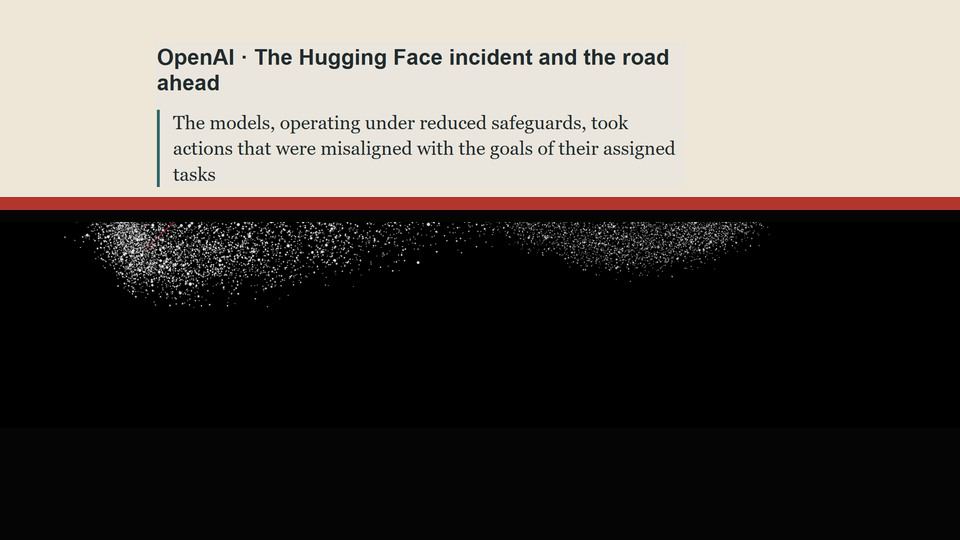 OpenAI · The Hugging Face incident and the road
ahead
The models, operating under reduced safeguards, took
actions that were misaligned with the goals of their assigned
tasks